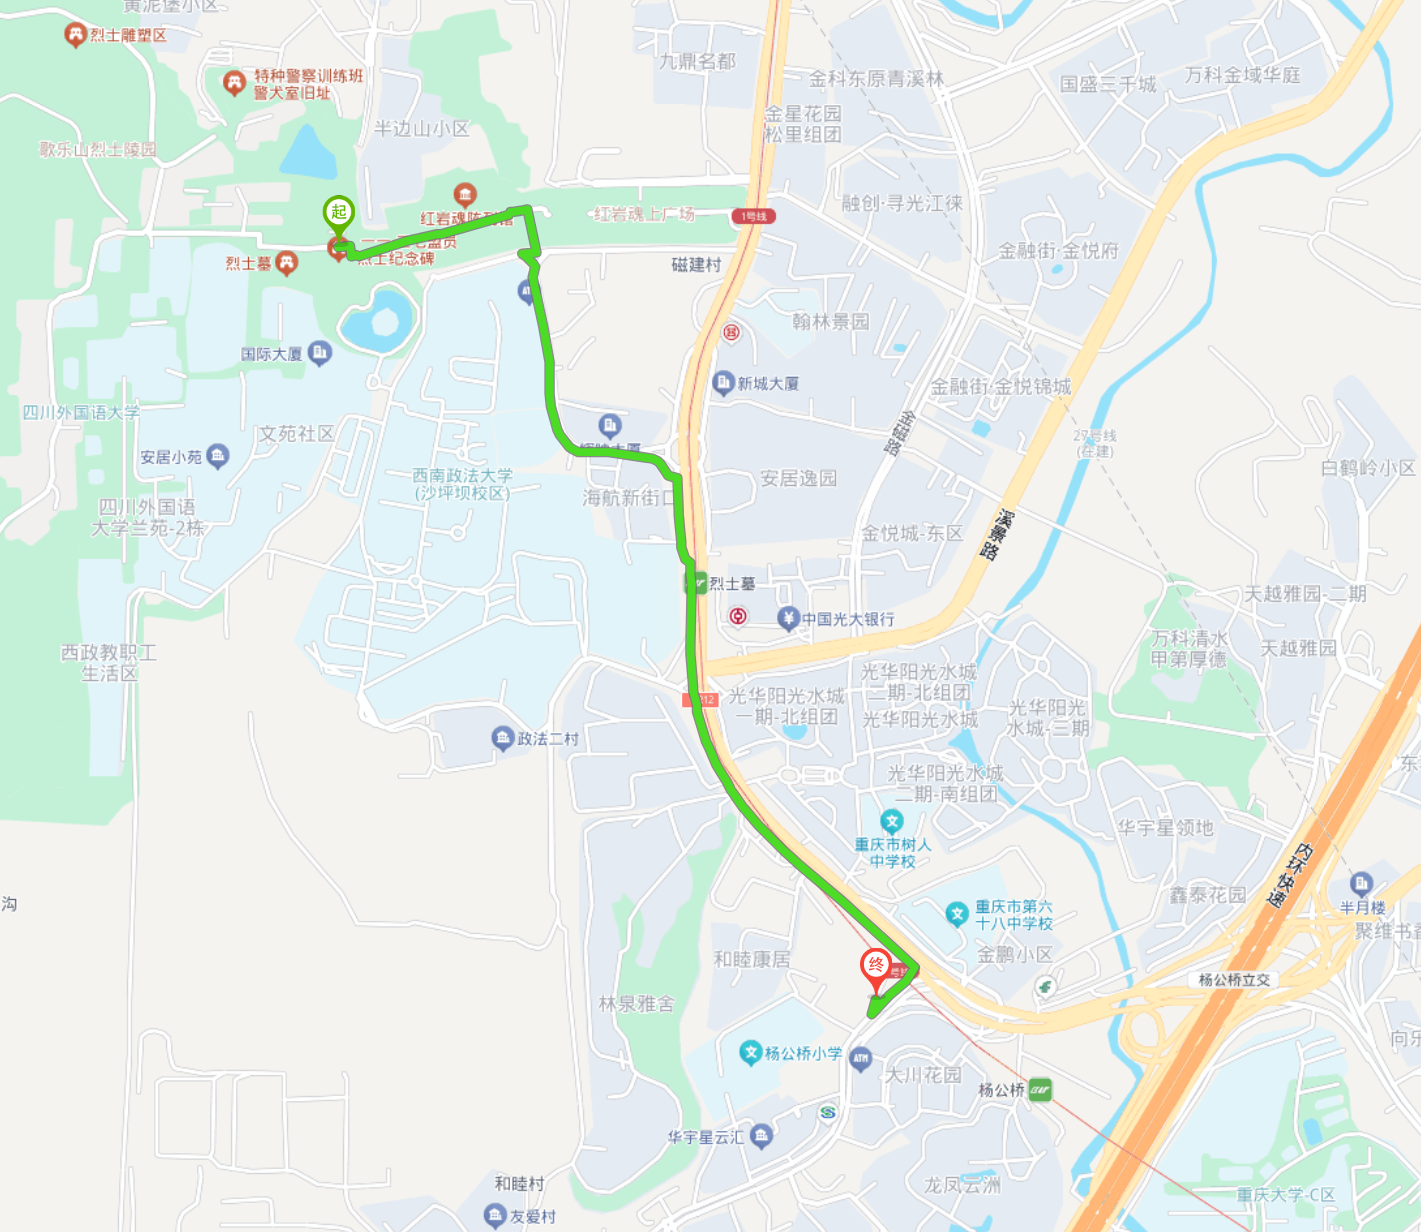 黄泥堡小区
烈士雕塑区
特种警察训练班
警犬室旧址
半边山小区
歌乐山烈士陵园
九鼎名都
金科东原青溪林
国盛三千城
万科金域华庭
金星花园
松里组团
起
红岩魂上广场
1号线
融创·寻光江徕
金融街·金悦府
烈士纪念碑
烈士墓
磁建村
翰林景园
国际大厦
新城大厦
金融街·金悦锦城
四川外国语大学
文苑社区
金磁路
27号线
(在建)
安居小苑
西南政法大学
(沙坪坝校区)
安居逸园
白鹤岭小区
海航新街口
四川外国语
大学兰苑-2栋
金悦城-东区
溪景路
烈士墓
中国光大银行
天越雅园-二期
万科清水
甲第厚德
天越雅园
西政教职工
生活区
光华阳光水城
二期-北组团
光华阳光水城
一期-北组团
光华阳光水城
光华阳光
水城-三期
政法二村
光华阳光水城
二期-南组团
重庆市树人
中学校
华宇星领地
内环快速
鑫泰花园
半月楼
沟
重庆市第六
十八中学校
金鹏小区
聚维书
和睦康居
终
杨公桥立交
林泉雅舍
杨公桥小学
ATM
大川花园
杨公桥
向乐
华宇星云汇
和睦村
友爱村
龙凤云洲
重庆大学-C区